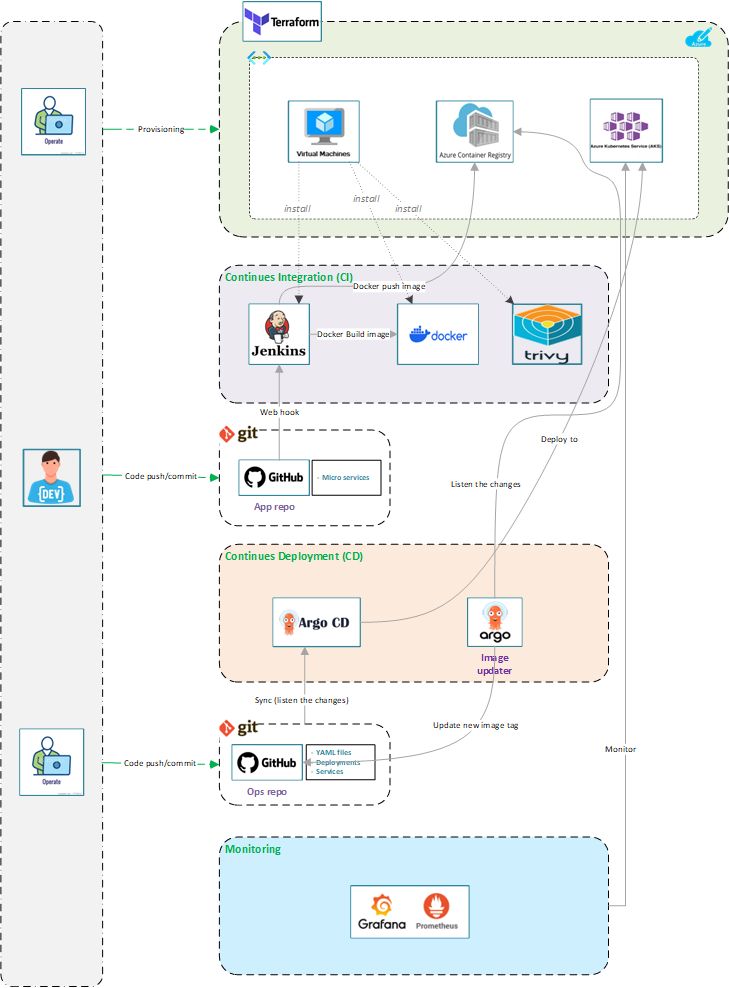 Terraform
Azure
Operate
Provisioning
Virtual Machines
Azure Container Registry
Azure Kubernetes Service (AKS)
install
install
install
Continues Integration (CI)
Docker push image
Jenkins
Docker Build image
docker
trivy
Web hook
git
{DEV}
Code push/commit
GitHub
- Micro services
App repo
Deploy to
Listen the changes
Continues Deployment (CD)
Argo CD
argo
Image
updater
Sync (listen the changes)
git
Update new image tag
Operate
Code push/commit
GitHub
- YAML files
- Deployments
- Services
Ops repo
Monitor
Monitoring
Grafana
Prometheus